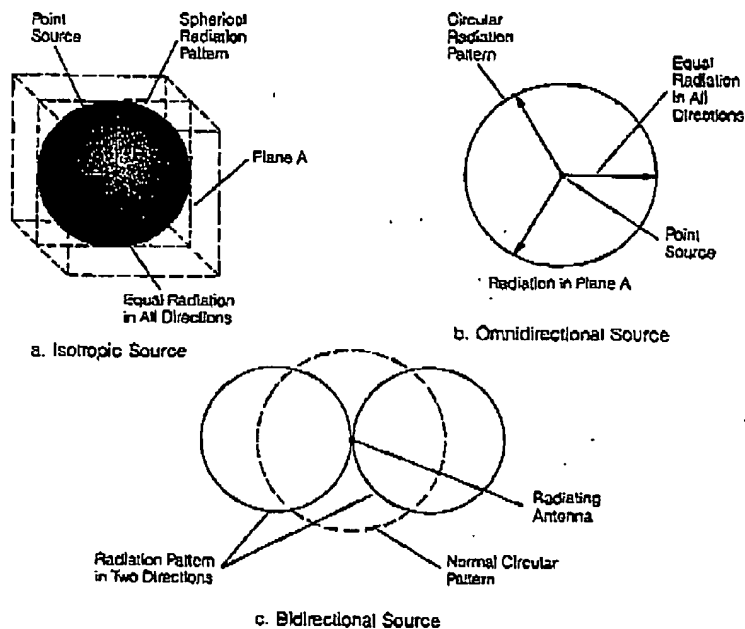 Point
Source
Spherical
Radiation
Pattern
Plane A
Equal Radiation
in All Directions
a. Isotropic Source
Circular
Radiation
Pattern
Equal
Radiation
in All
Directions
Point
Source
Radiation in Plane A
b. Omnidirectional Source
Radiating
Antenna
Radiation Pattern
in Two Directions
Normal Circular
Pattern
c. Bidirectional Source